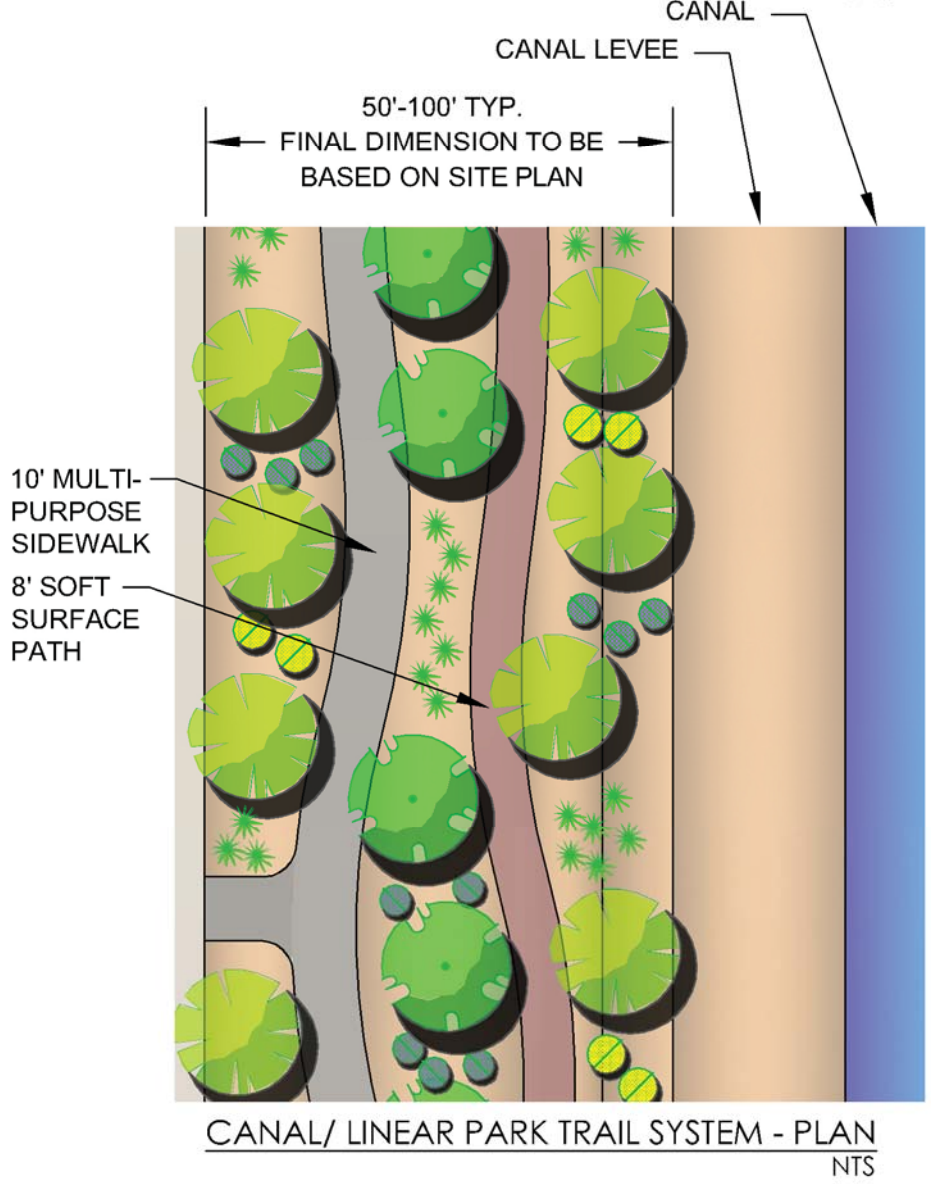 CANAL
CANAL LEVEE
50'-100' TYP.
FINAL DIMENSION TO BE
BASED ON SITE PLAN
10' MULTI-
PURPOSE
SIDEWALK
8' SOFT
SURFACE
PATH
CANAL/ LINEAR PARK TRAIL SYSTEM - PLAN
NTS